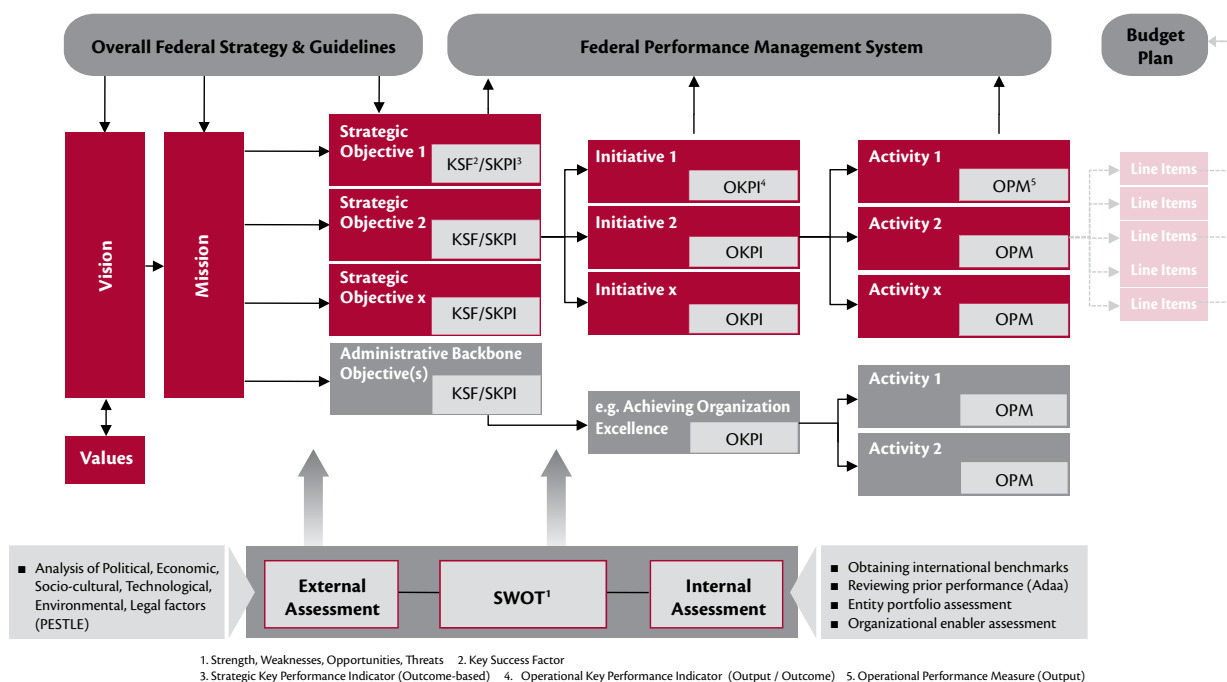 Overall Federal Strategy & Guidelines
Federal Performance Management System
Budget
Plan
Vision
Mission
Values
Strategic
Objective 1
KSF²/SKPI³
Strategic
Objective 2
KSF/SKPI
Strategic
Objective x
KSF/SKPI
Administrative Backbone
Objective(s)
KSF/SKPI
Initiative 1
OKPI⁴
Initiative 2
OKPI
Initiative x
OKPI
e.g. Achieving Organization
Excellence
OKPI
Activity 1
OPM⁵
Activity 2
OPM
Activity x
OPM
Activity 1
OPM
Activity 2
OPM
Line Items
Line Items
Line Items
Line Items
Line Items
■ Analysis of Political, Economic,
Socio-cultural, Technological,
Environmental, Legal factors
(PESTLE)
External
Assessment
SWOT¹
Internal
Assessment
■ Obtaining international benchmarks
■ Reviewing prior performance (Adaa)
■ Entity portfolio assessment
■ Organizational enabler assessment
1. Strength, Weaknesses, Opportunities, Threats 2. Key Success Factor
3. Strategic Key Performance Indicator (Outcome-based) 4. Operational Key Performance Indicator (Output / Outcome) 5. Operational Performance Measure (Output)